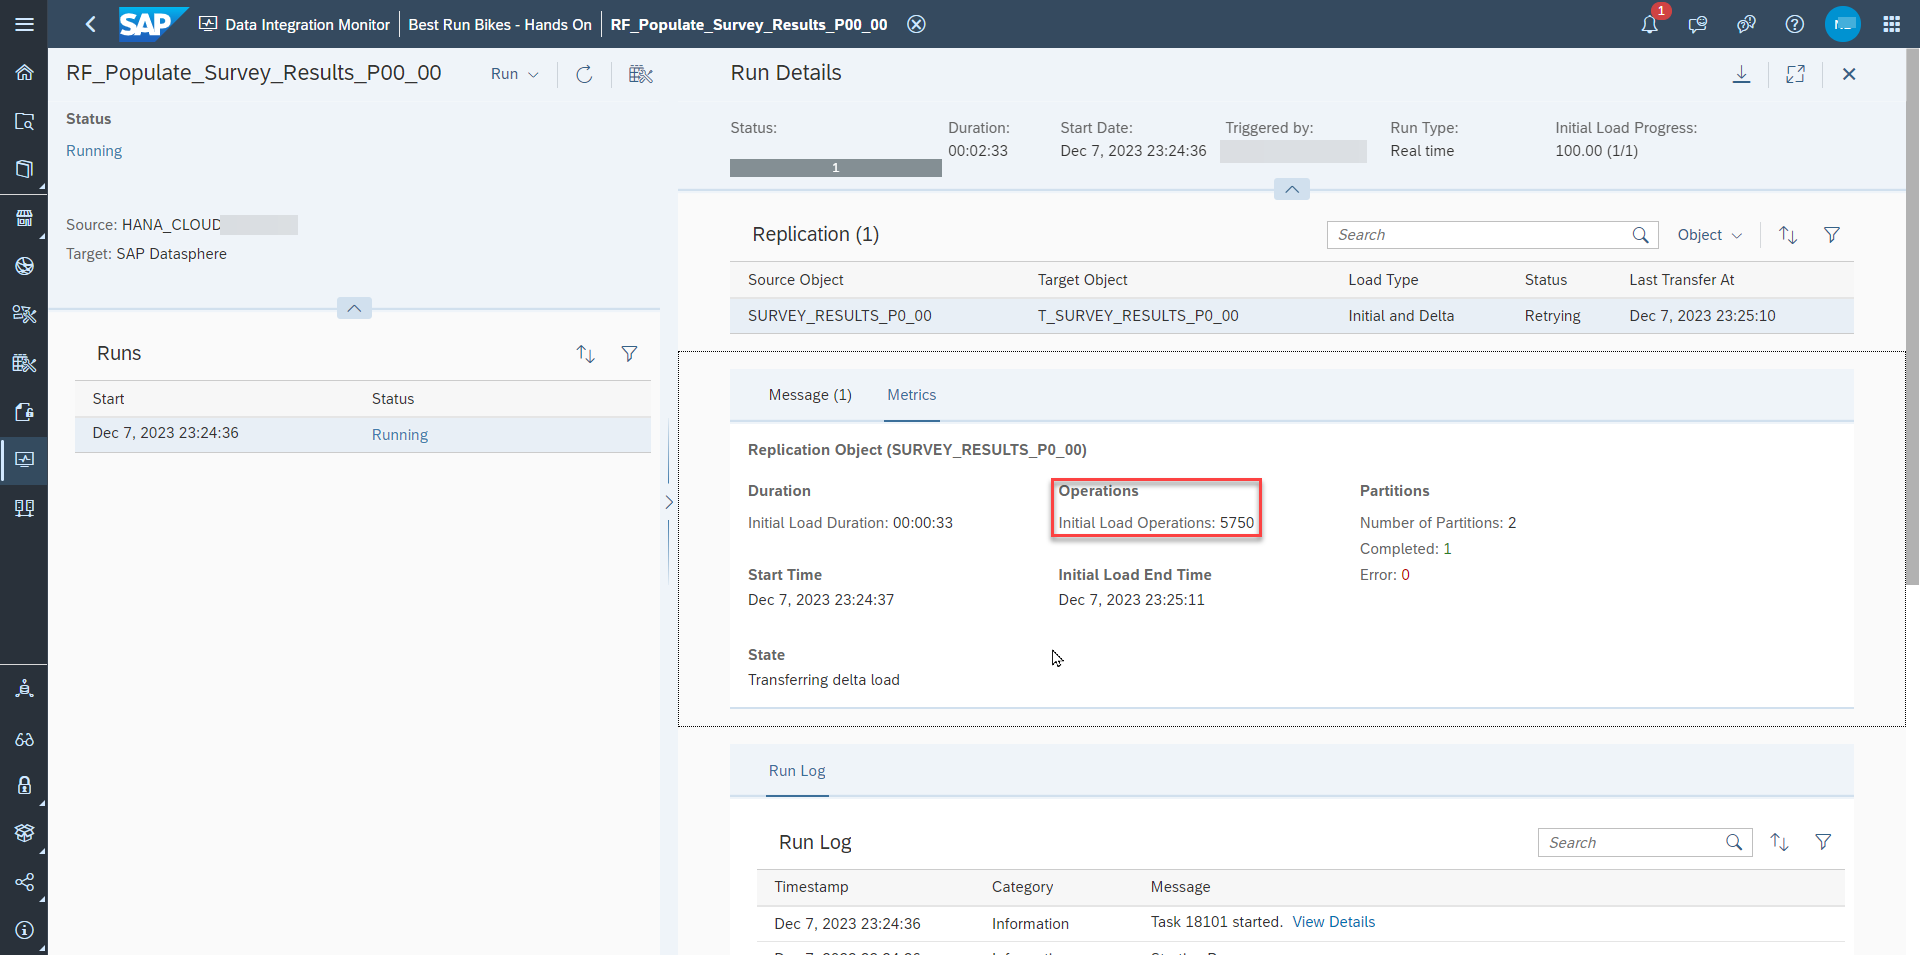 SAP Data Integration Monitor Best Run Bikes - Hands On RF_Populate_Survey_Results_P00_00 1
RF_Populate_Survey_Results_P00_00 Run
Status
Running
Source: HANA_CLOUD
Target: SAP Datasphere
Runs
Start Status
Dec 7, 2023 23:24:36 Running
Run Details
Status: Duration: Start Date: Triggered by: Run Type: Initial Load Progress:
1 00:02:33 Dec 7, 2023 23:24:36 Real time 100.00 (1/1)
Replication (1) Search Object
Source Object Target Object Load Type Status Last Transfer At
SURVEY_RESULTS_P0_00 T_SURVEY_RESULTS_P0_00 Initial and Delta Retrying Dec 7, 2023 23:25:10
Message (1) Metrics
Replication Object (SURVEY_RESULTS_P0_00)
Duration Operations Partitions
Initial Load Duration: 00:00:33 Initial Load Operations: 5750 Number of Partitions: 2
Completed: 1
Start Time Initial Load End Time Error: 0
Dec 7, 2023 23:24:37 Dec 7, 2023 23:25:11
State
Transferring delta load
Run Log
Run Log Search
Timestamp Category Message
Dec 7, 2023 23:24:36 Information Task 18101 started. View Details